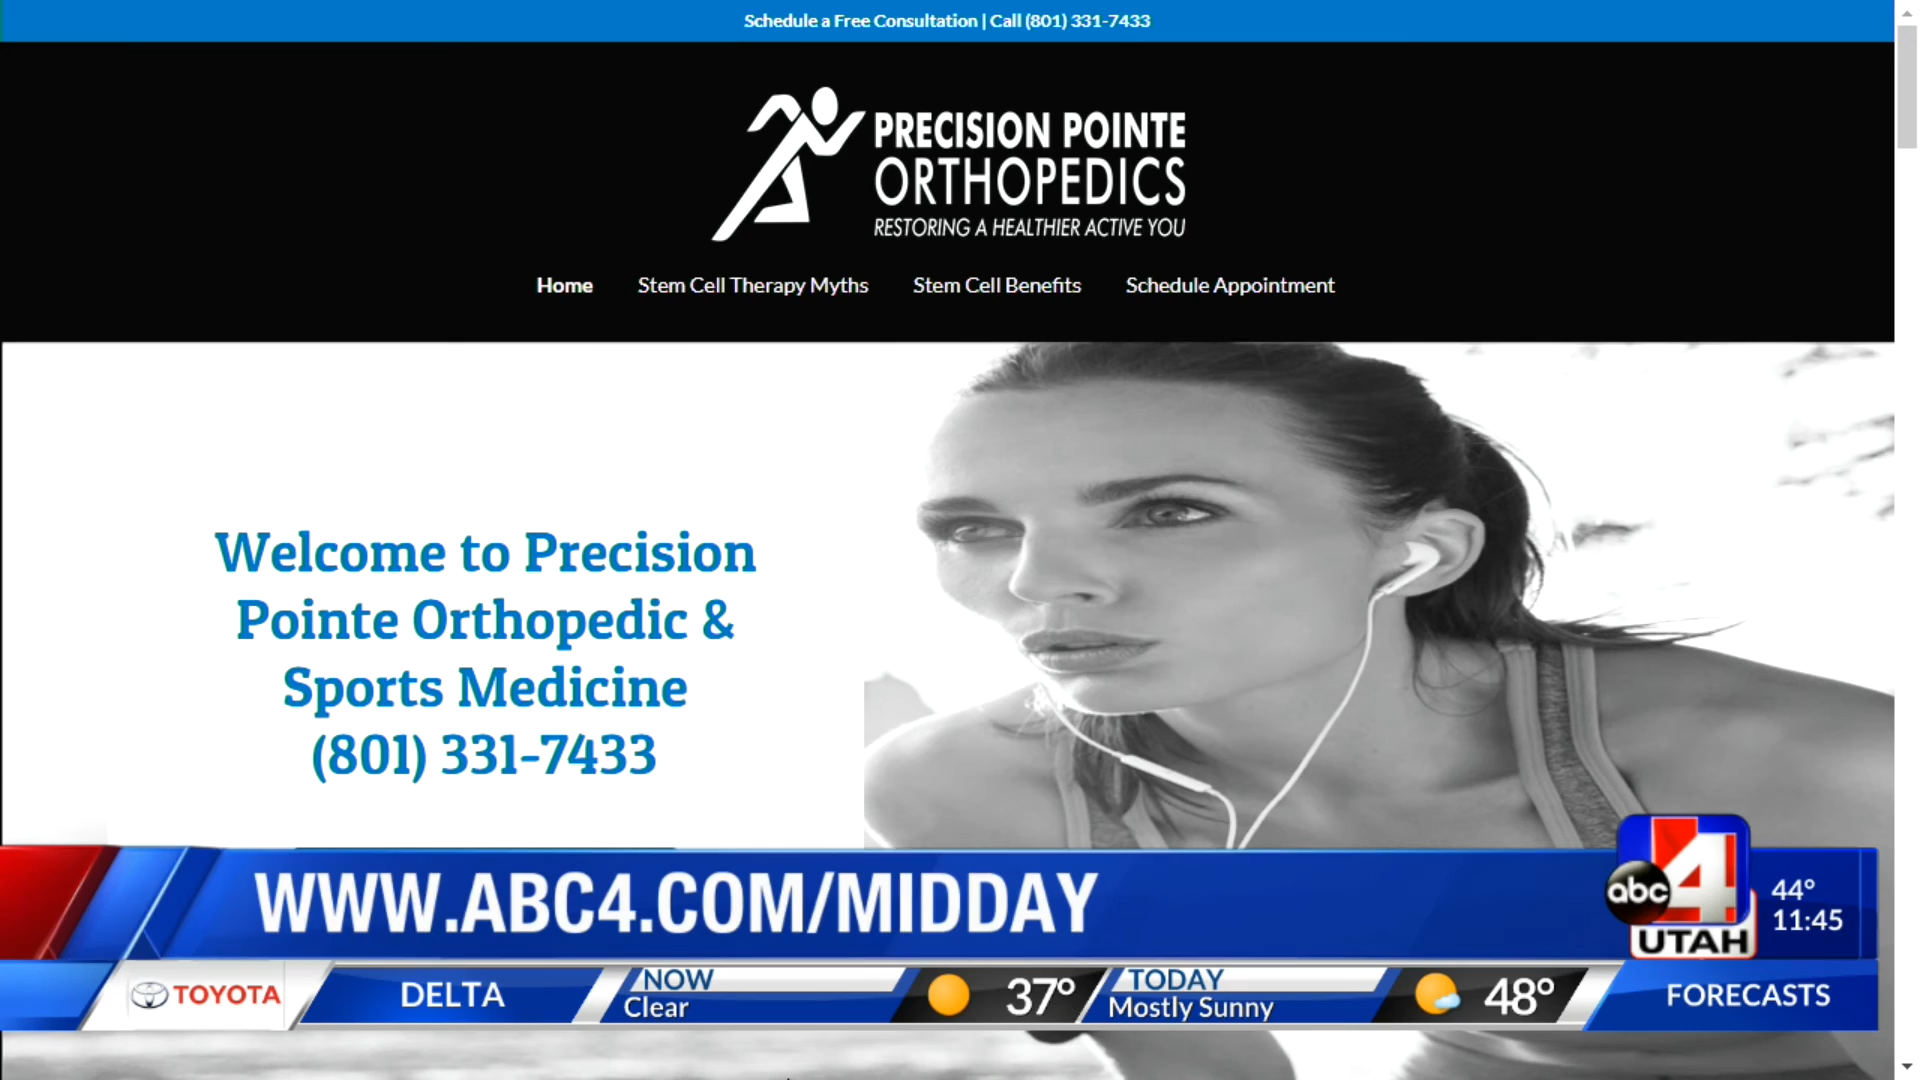 Schedule a Free Consultation | Call (801) 331-7433
PRECISION POINTE
ORTHOPEDICS
RESTORING A HEALTHIER ACTIVE YOU
Home Stem Cell Therapy Myths Stem Cell Benefits Schedule Appointment
Welcome to Precision
Pointe Orthopedic &
Sports Medicine
(801) 331-7433
WWW.ABC4.COM/MIDDAY
abc 4
UTAH
44°
11:45
TOYOTA
DELTA
NOW
Clear
37°
TODAY
Mostly Sunny
48°
FORECASTS